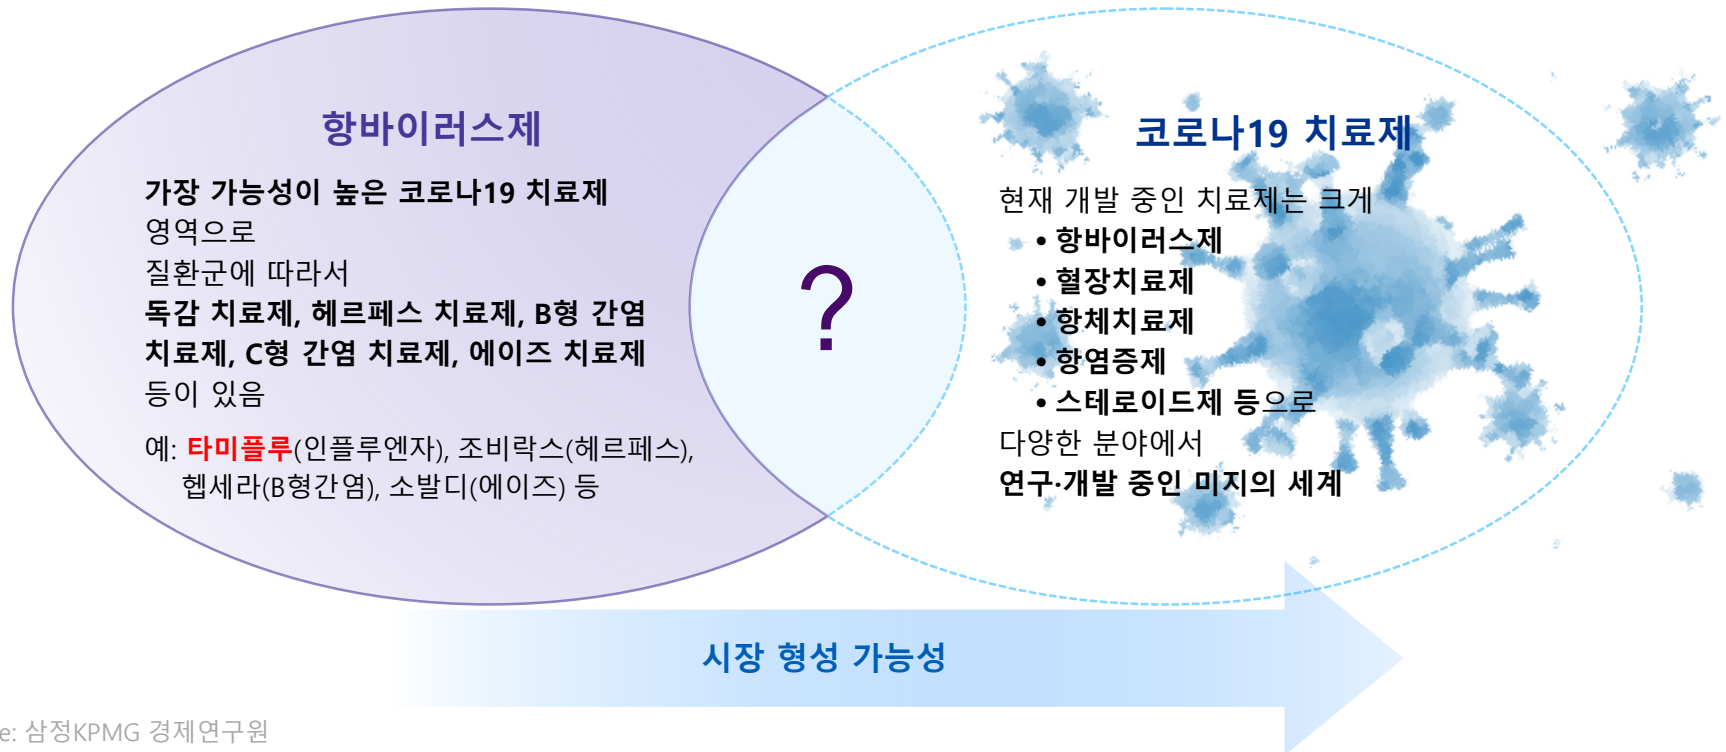 항바이러스제
가장 가능성이 높은 코로나19 치료제
영역으로
질환군에 따라서
독감 치료제, 헤르페스 치료제, B형 간염
치료제, C형 간염 치료제, 에이즈 치료제
등이 있음
예: 타미플루(인플루엔자), 조비락스(헤르페스),
헵세라(B형간염), 소발디(에이즈) 등
?
코로나19 치료제
현재 개발 중인 치료제는 크게
• 항바이러스제
• 혈장치료제
• 항체치료제
• 항염증제
• 스테로이드제 등으로
다양한 분야에서
연구·개발 중인 미지의 세계
시장 형성 가능성
e: 삼정KPMG 경제연구원